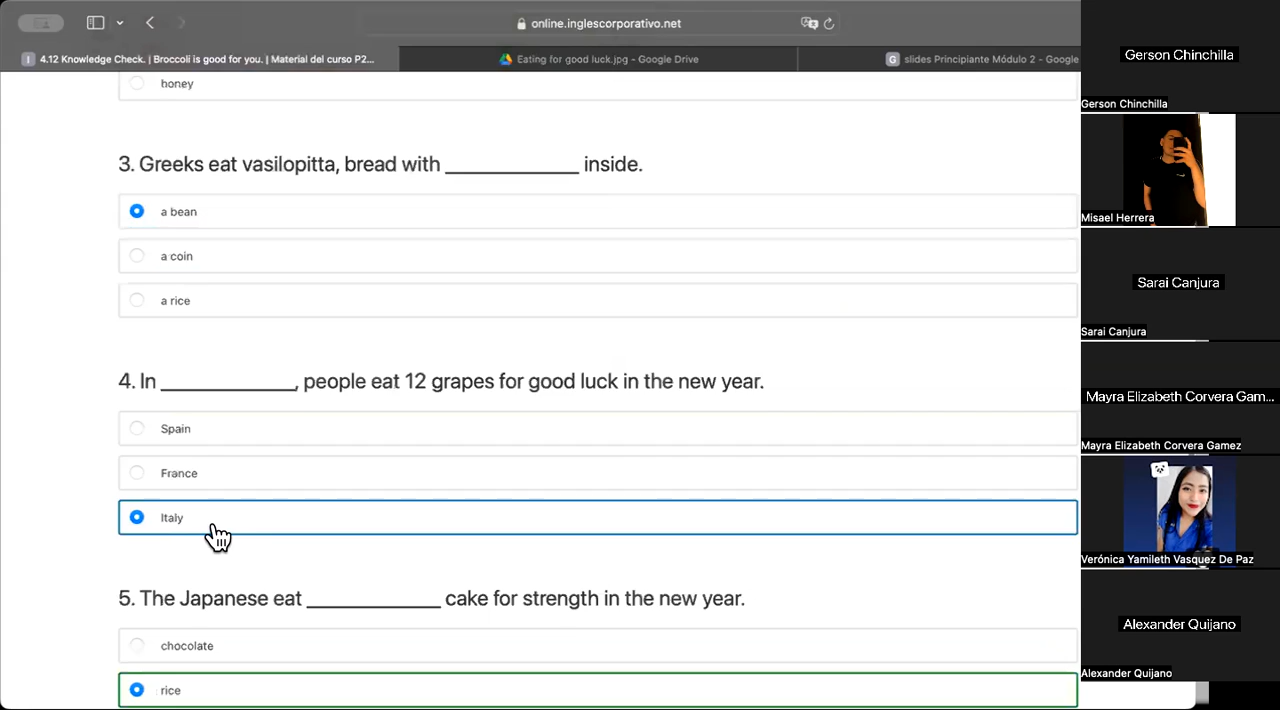 online.inglescorporativo.net
4.12 Knowledge Check. | Broccoli is good for you. | Material del curso P2...
Eating for good luck.jpg - Google Drive
G slides Principiante Módulo 2 - Google
honey
3. Greeks eat vasilopitta, bread with _____________ inside.
a bean
a coin
a rice
4. In _____________, people eat 12 grapes for good luck in the new year.
Spain
France
Italy
5. The Japanese eat _____________ cake for strength in the new year.
chocolate
rice
Gerson Chinchilla
Gerson Chinchilla
Misael Herrera
Sarai Canjura
Sarai Canjura
Mayra Elizabeth Corvera Gam...
Mayra Elizabeth Corvera Gamez
Verónica Yamileth Vasquez De Paz
Alexander Quijano
Alexander Quijano